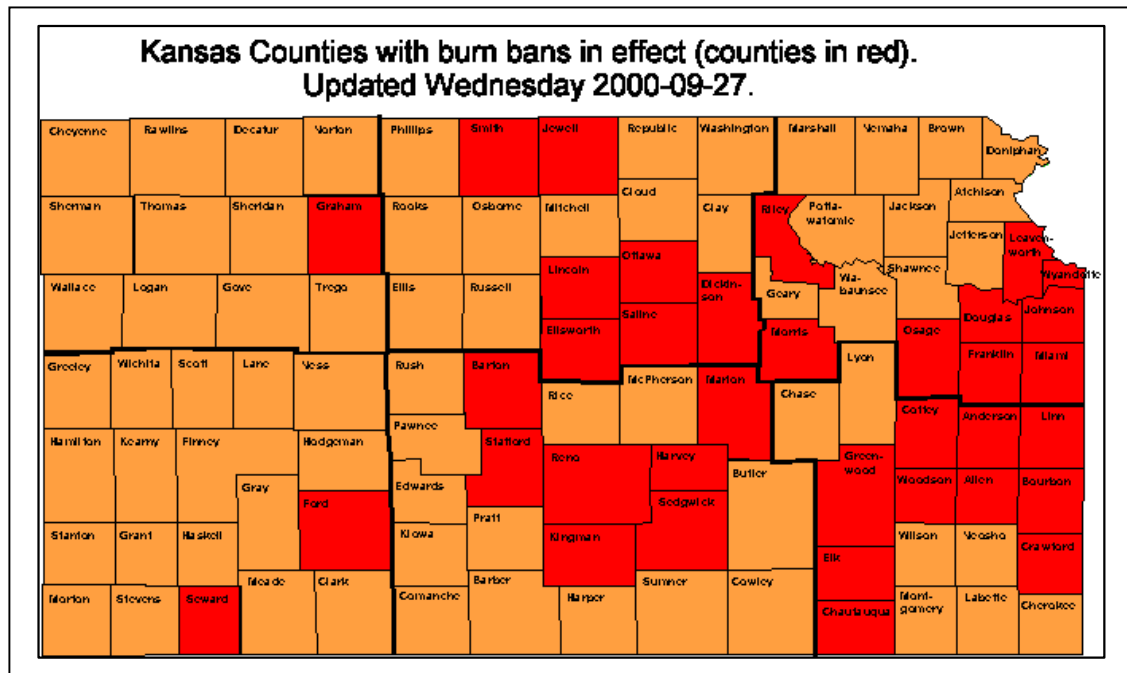 Kansas Counties with burn bans in effect (counties in red).
Updated Wednesday 2000-09-27.
Cheyenne Rawlins Decatur Norton Phillips Smith Jewell Republic Washington Marshall Nemaha Brown
Doniphan
Sherman Thomas Sheridan Graham Rooks Osborne Mitchell Cloud Clay Riley Potta-
watomie Jackson Atchison
Jefferson Leaven-
worth
Wallace Logan Gove Trego Ellis Russell Lincoln Ottawa Dickin-
son Geary Wa-
baunsee Shawnee Wyandotte
Ellsworth Saline Morris Osage Douglas Johnson
Greeley Wichita Scott Lane Ness Rush Barton Rice McPherson Marion Chase Lyon Franklin Miami
Hamilton Kearny Finney Hodgeman Pawnee Stafford Reno Harvey Butler Green-
wood Coffey Anderson Linn
Gray Ford Edwards Sedgwick Woodson Allen Bourbon
Stanton Grant Haskell Kiowa Pratt Kingman Elk Wilson Neosho Crawford
Morton Stevens Seward Meade Clark Comanche Barber Harper Sumner Cowley Chautauqua Mont-
gamery Labette Cherokee